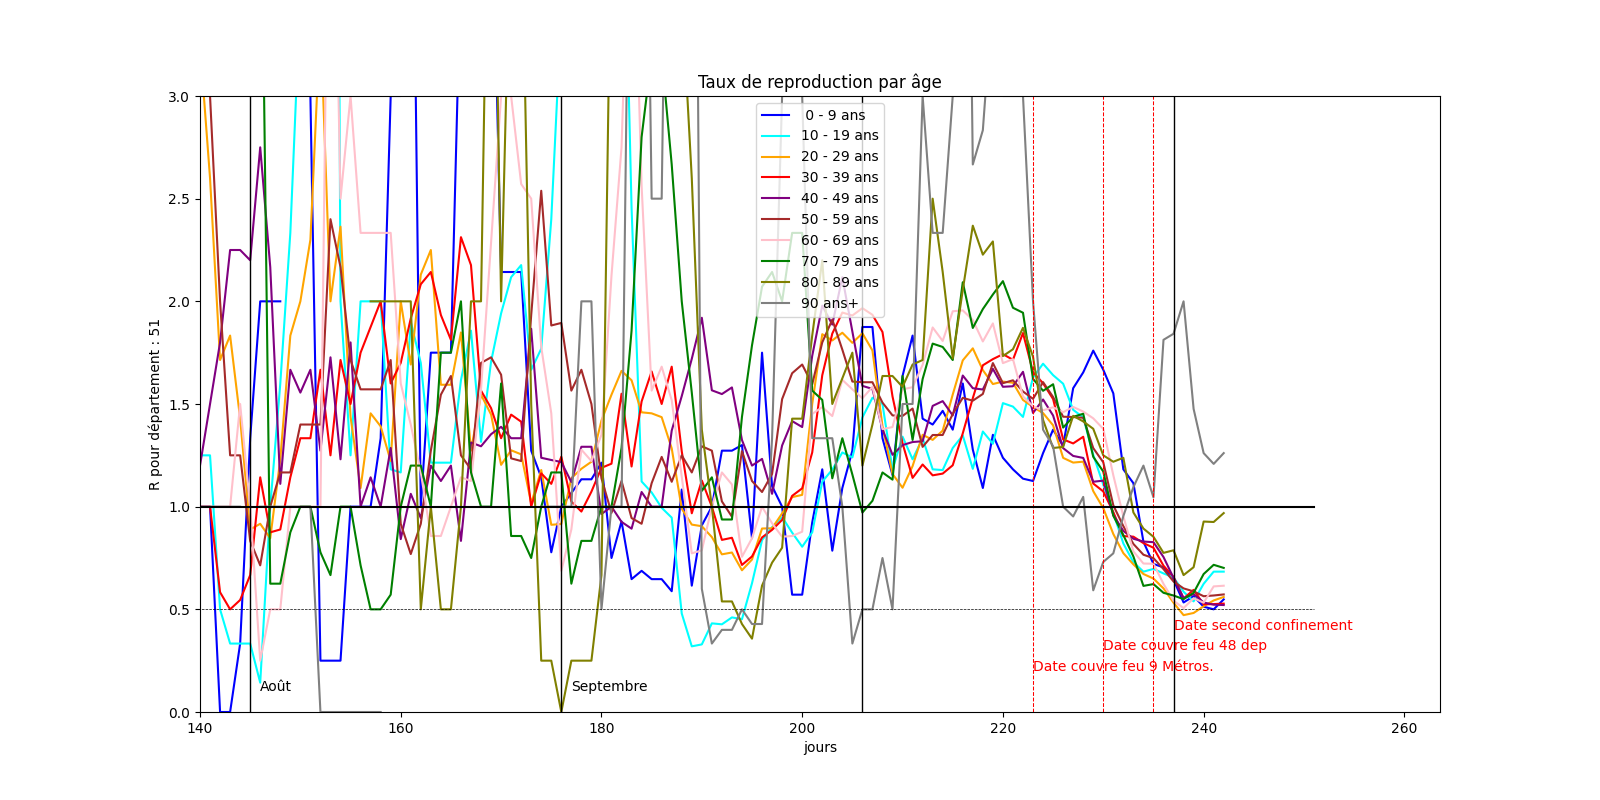 Taux de reproduction par âge
3.0
2.5
2.0
1.5
1.0
0.5
0.0
R pour département : 51
0 - 9 ans
10 - 19 ans
20 - 29 ans
30 - 39 ans
40 - 49 ans
50 - 59 ans
60 - 69 ans
70 - 79 ans
80 - 89 ans
90 ans+
Date second confinement
Date couvre feu 48 dep
Date couvre feu 9 Métros.
Août
Septembre
140
160
180
200
220
240
260
jours